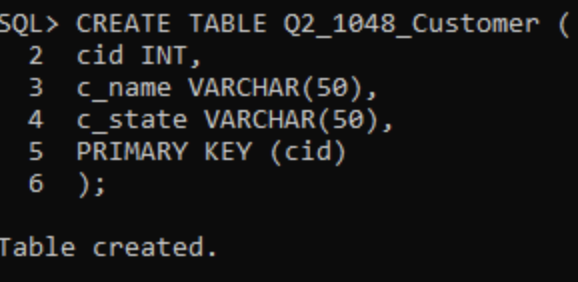 SQL> CREATE TABLE Q2_1048_Customer (
2 cid INT,
3 c_name VARCHAR(50),
4 c_state VARCHAR(50),
5 PRIMARY KEY (cid)
6 );
Table created.